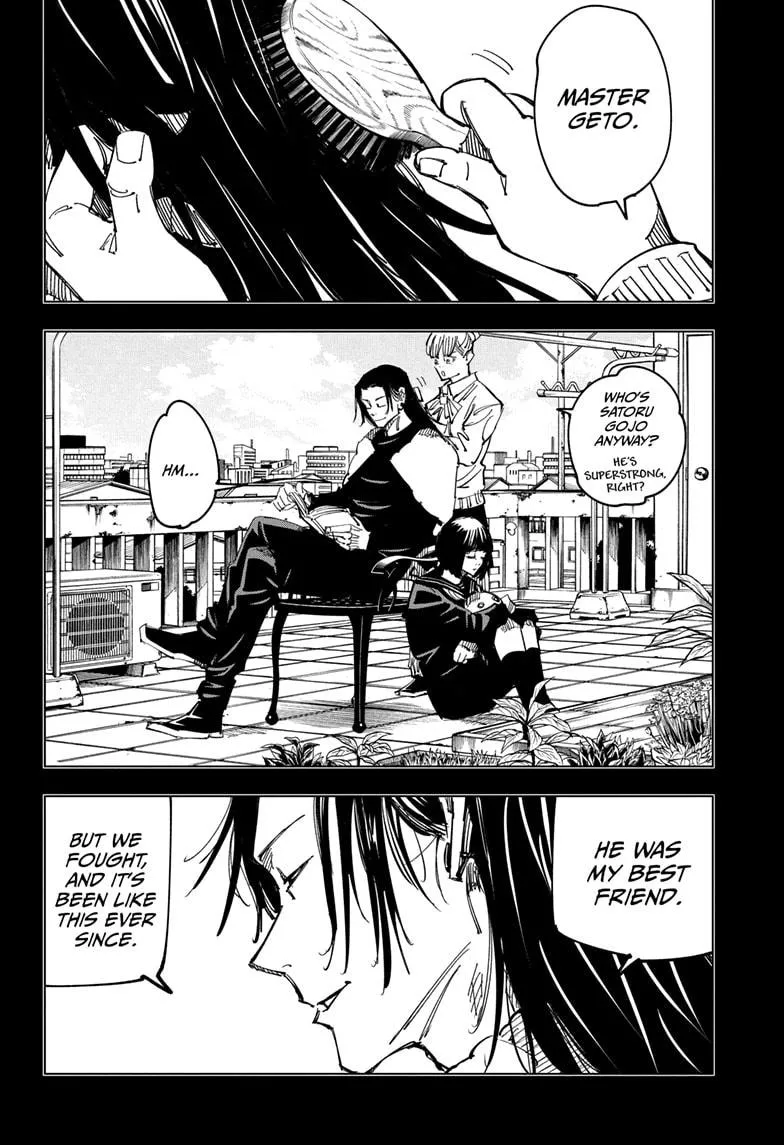 MASTER
GETO.
WHO'S
SATORU
GOJO
ANYWAY?
HE'S
SUPERSTRONG,
RIGHT?
HM...
HE WAS
MY BEST
FRIEND.
BUT WE
FOUGHT,
AND IT'S
BEEN LIKE
THIS EVER
SINCE.